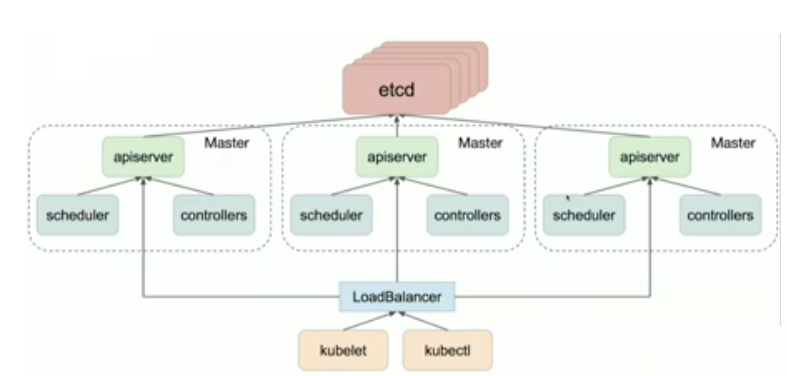 etcd
Master
apiserver
scheduler
controllers
Master
apiserver
scheduler
controllers
Master
apiserver
scheduler
controllers
LoadBalancer
kubelet
kubectl